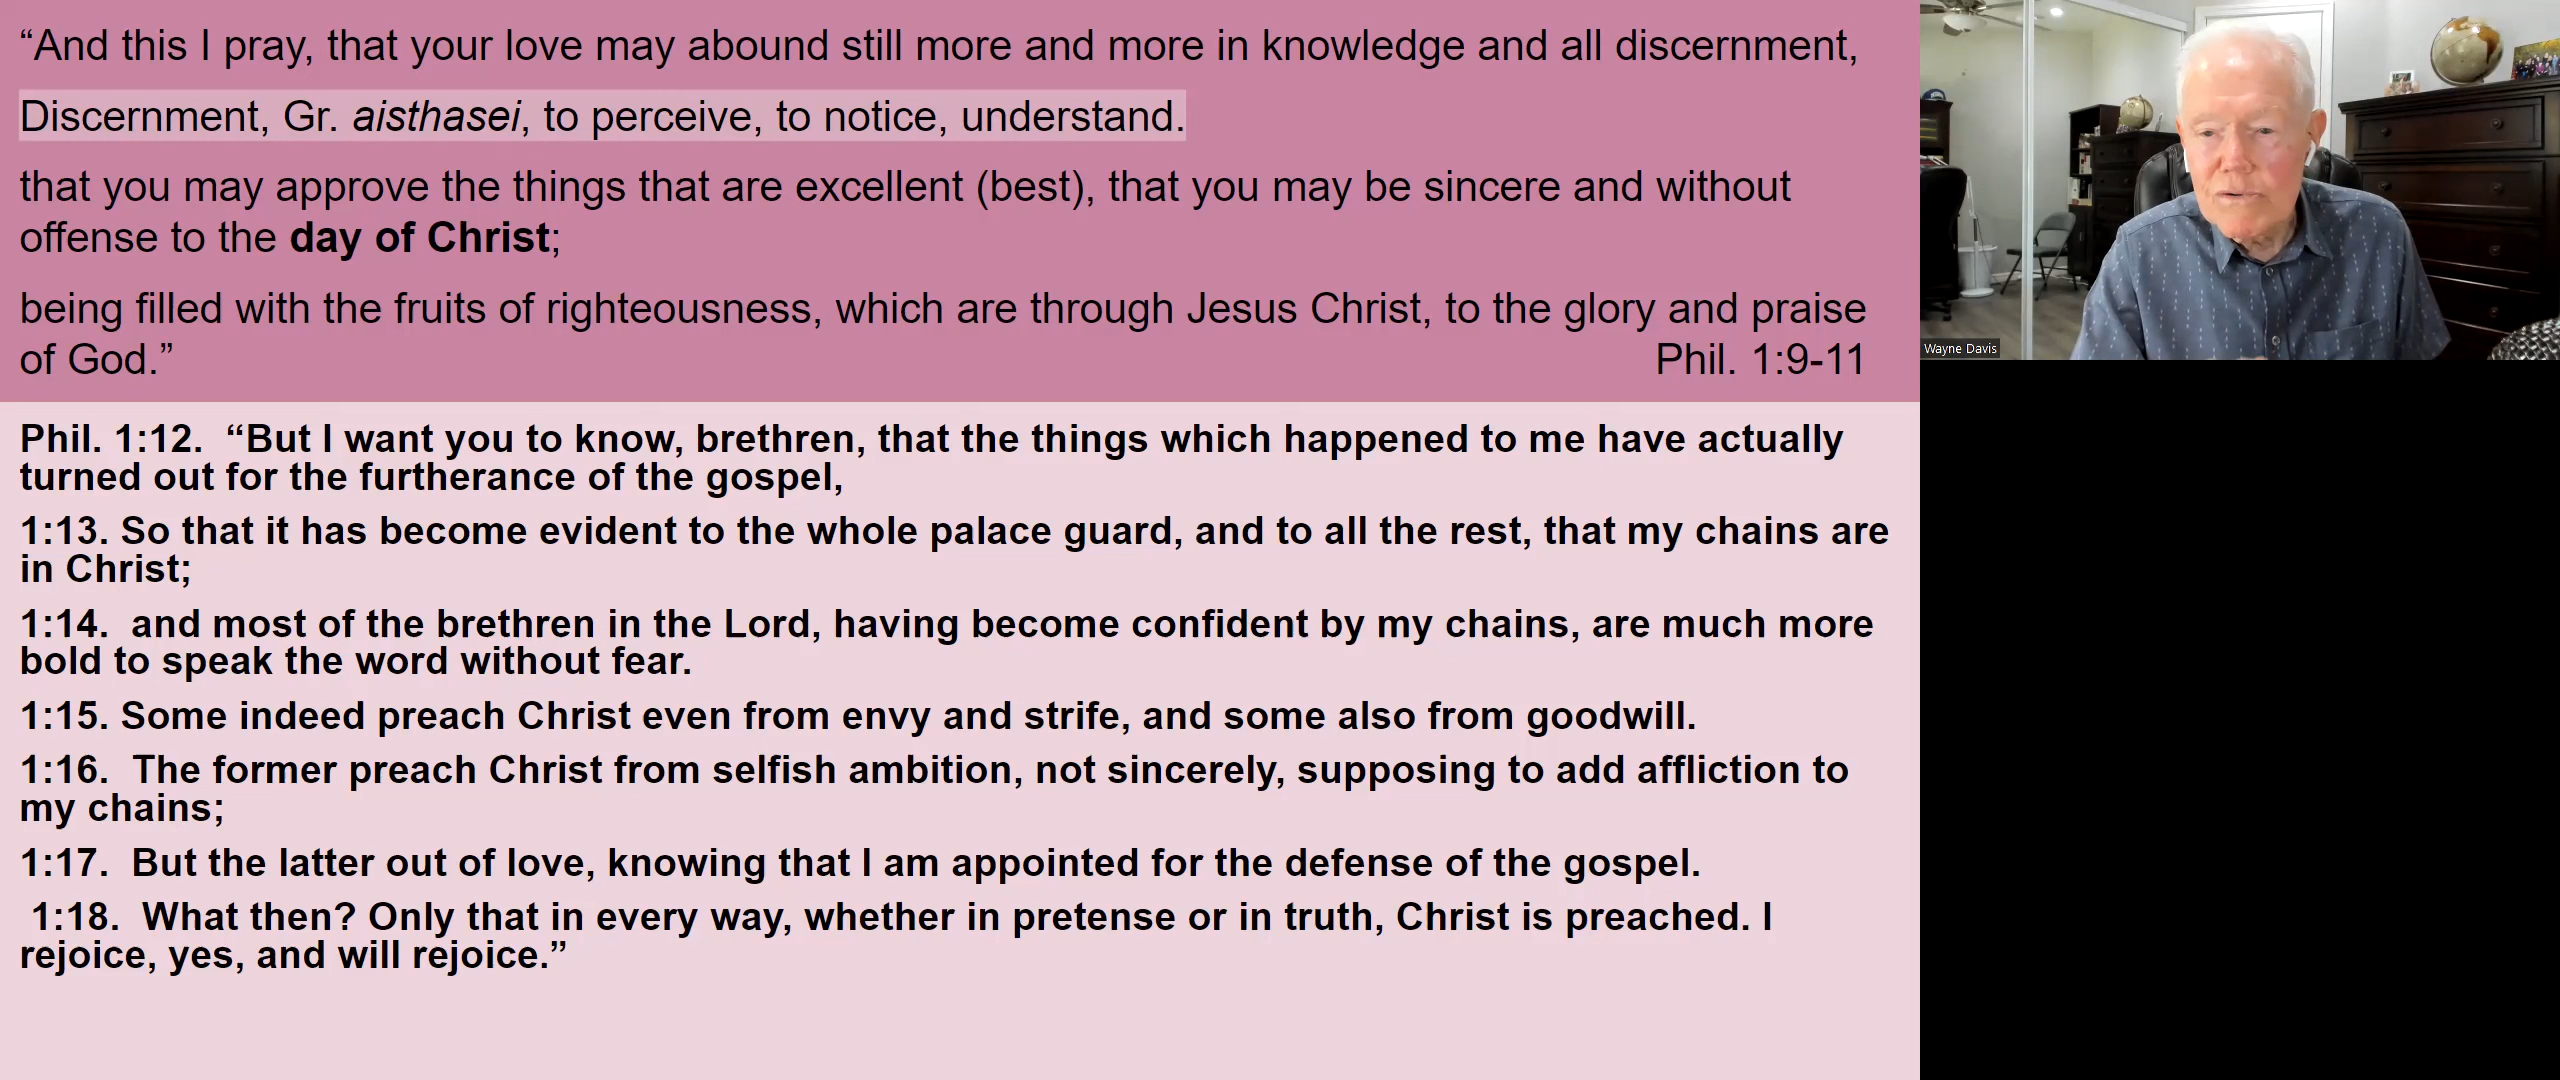 “And this I pray, that your love may abound still more and more in knowledge and all discernment,
Discernment, Gr. aisthasei, to perceive, to notice, understand.
that you may approve the things that are excellent (best), that you may be sincere and without
offense to the day of Christ;
being filled with the fruits of righteousness, which are through Jesus Christ, to the glory and praise
of God.” Phil. 1:9-11
Phil. 1:12.  “But I want you to know, brethren, that the things which happened to me have actually
turned out for the furtherance of the gospel,
1:13. So that it has become evident to the whole palace guard, and to all the rest, that my chains are
in Christ;
1:14.  and most of the brethren in the Lord, having become confident by my chains, are much more
bold to speak the word without fear.
1:15. Some indeed preach Christ even from envy and strife, and some also from goodwill.
1:16.  The former preach Christ from selfish ambition, not sincerely, supposing to add affliction to
my chains;
1:17.  But the latter out of love, knowing that I am appointed for the defense of the gospel.
1:18.  What then? Only that in every way, whether in pretense or in truth, Christ is preached. I
rejoice, yes, and will rejoice.”
Wayne Davis